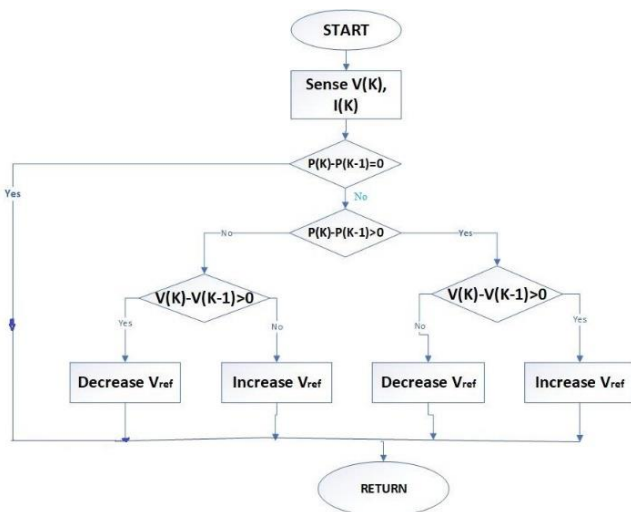 START
Sense V(K),
I(K)
P(K)-P(K-1)=0
Yes
No
P(K)-P(K-1)>0
No
Yes
V(K)-V(K-1)>0
V(K)-V(K-1)>0
Yes
No
No
Yes
Decrease Vref
Increase Vref
Decrease Vref
Increase Vref
RETURN